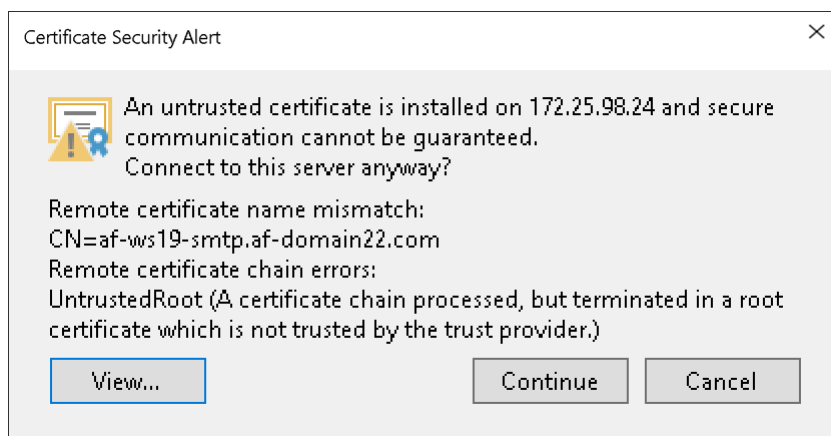 Certificate Security Alert
An untrusted certificate is installed on 172.25.98.24 and secure
communication cannot be guaranteed.
Connect to this server anyway?
Remote certificate name mismatch:
CN=af-ws19-smtp.af-domain22.com
Remote certificate chain errors:
UntrustedRoot (A certificate chain processed, but terminated in a root
certificate which is not trusted by the trust provider.)
View... Continue Cancel